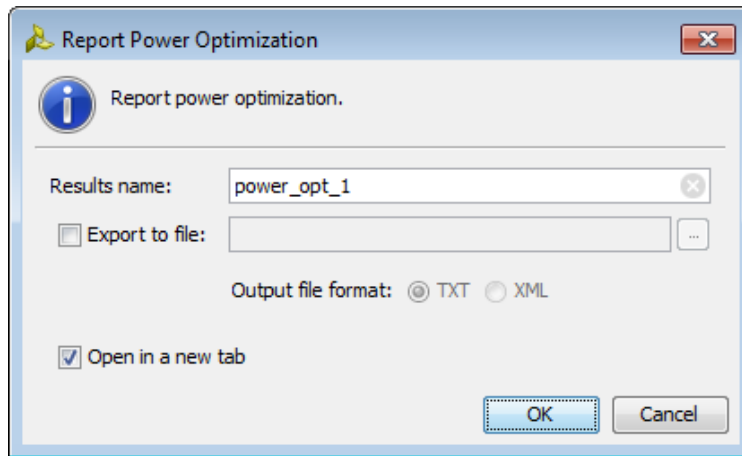 Report Power Optimization
Report power optimization.
Results name: power_opt_1
Export to file: ...
Output file format: TXT XML
Open in a new tab
OK Cancel